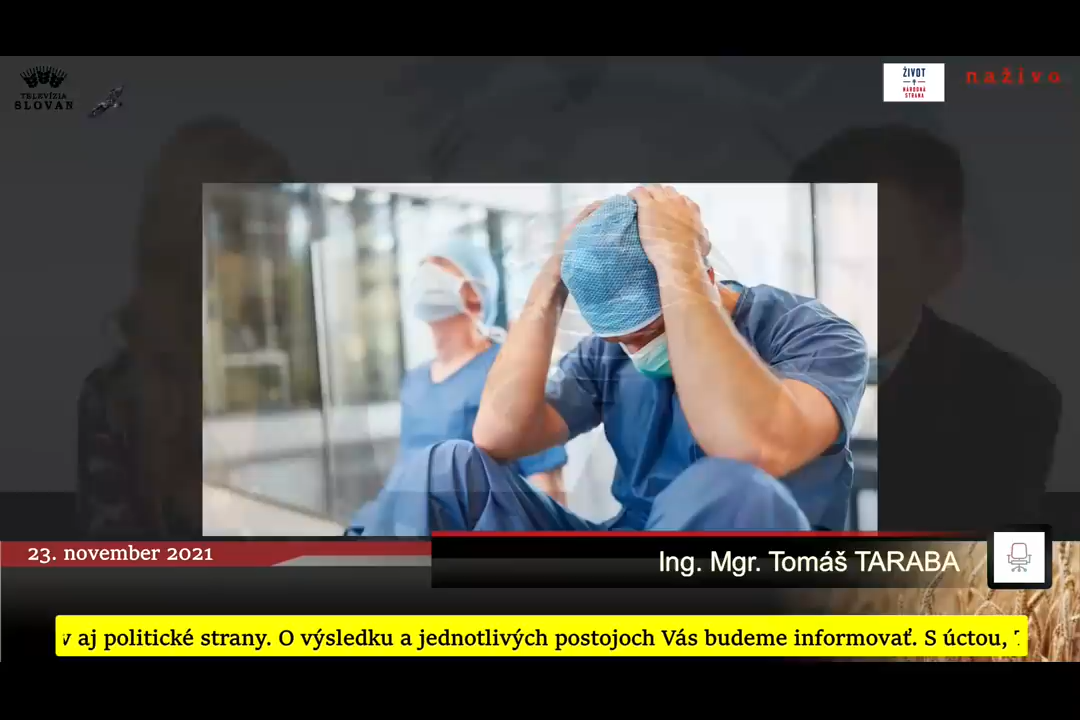 TELEVÍZIA
SLOVAN
ŽIVOT
NÁRODNÁ
STRANA
naživo
23. november 2021
Ing. Mgr. Tomáš TARABA
v aj politické strany. O výsledku a jednotlivých postojoch Vás budeme informovať. S úctou,